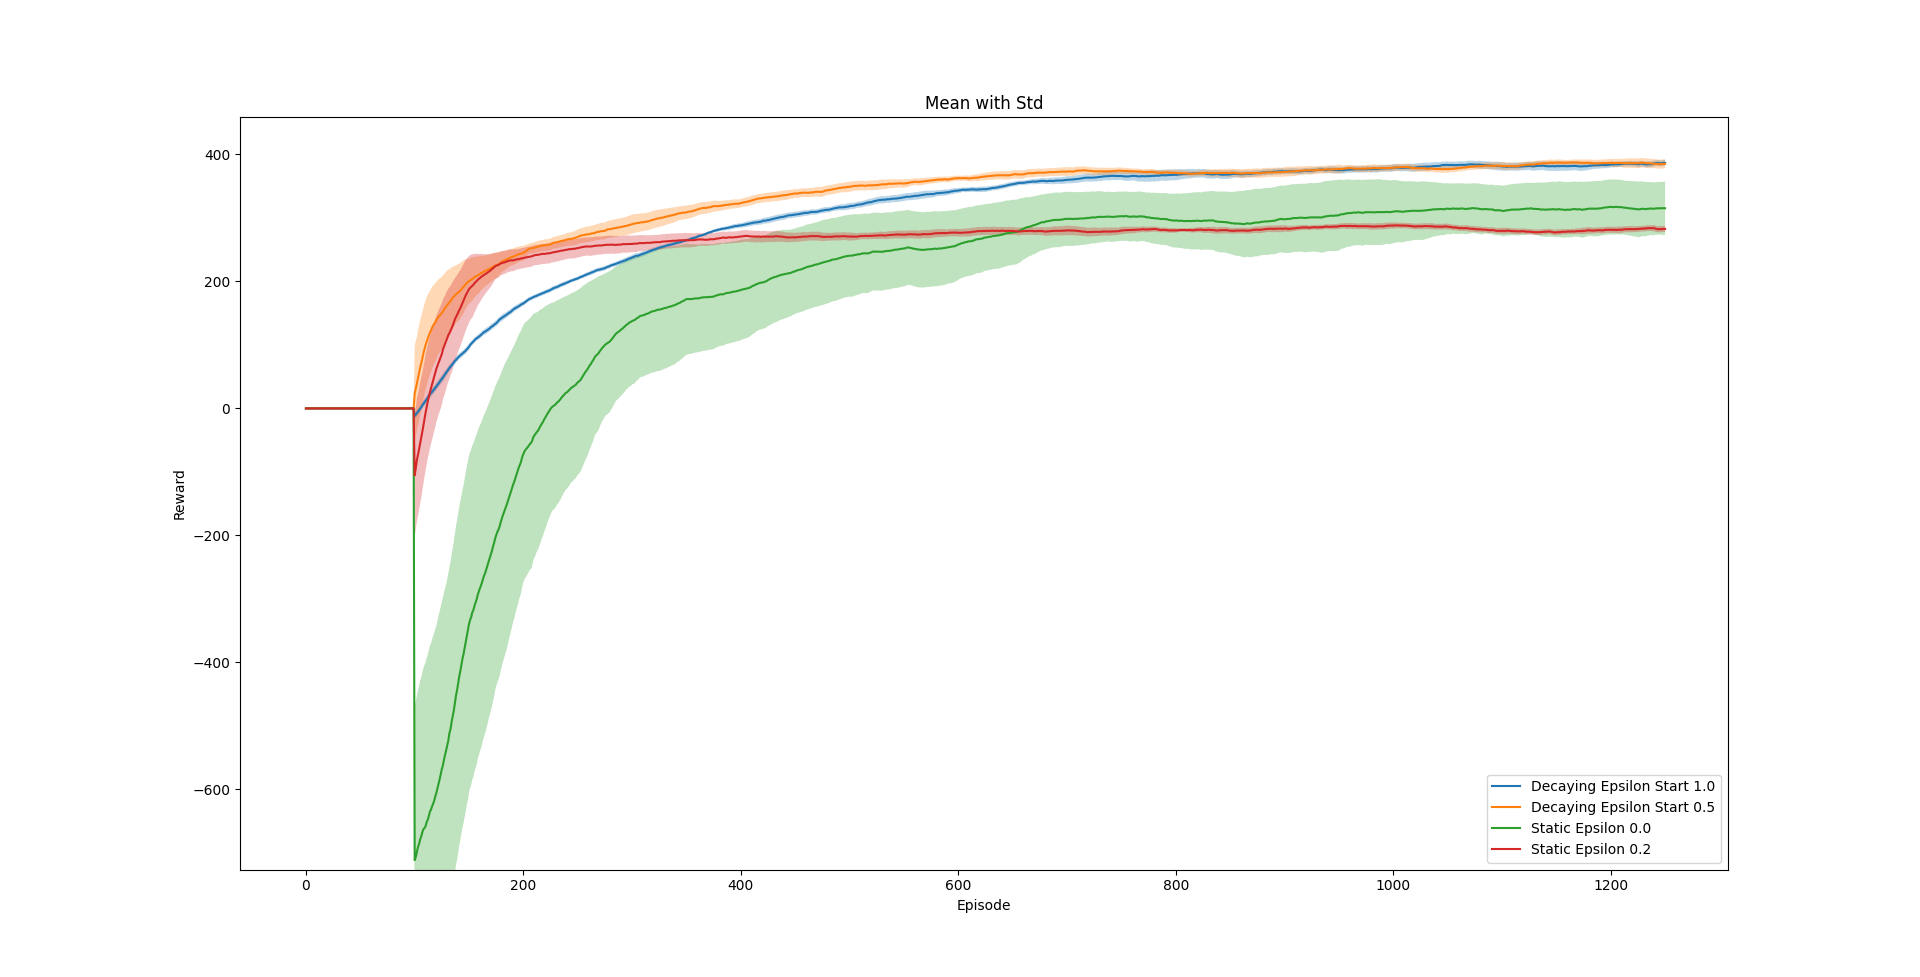 Mean with Std
400
200
0
−200
−400
−600
Reward
0
200
400
600
800
1000
1200
Episode
Decaying Epsilon Start 1.0
Decaying Epsilon Start 0.5
Static Epsilon 0.0
Static Epsilon 0.2